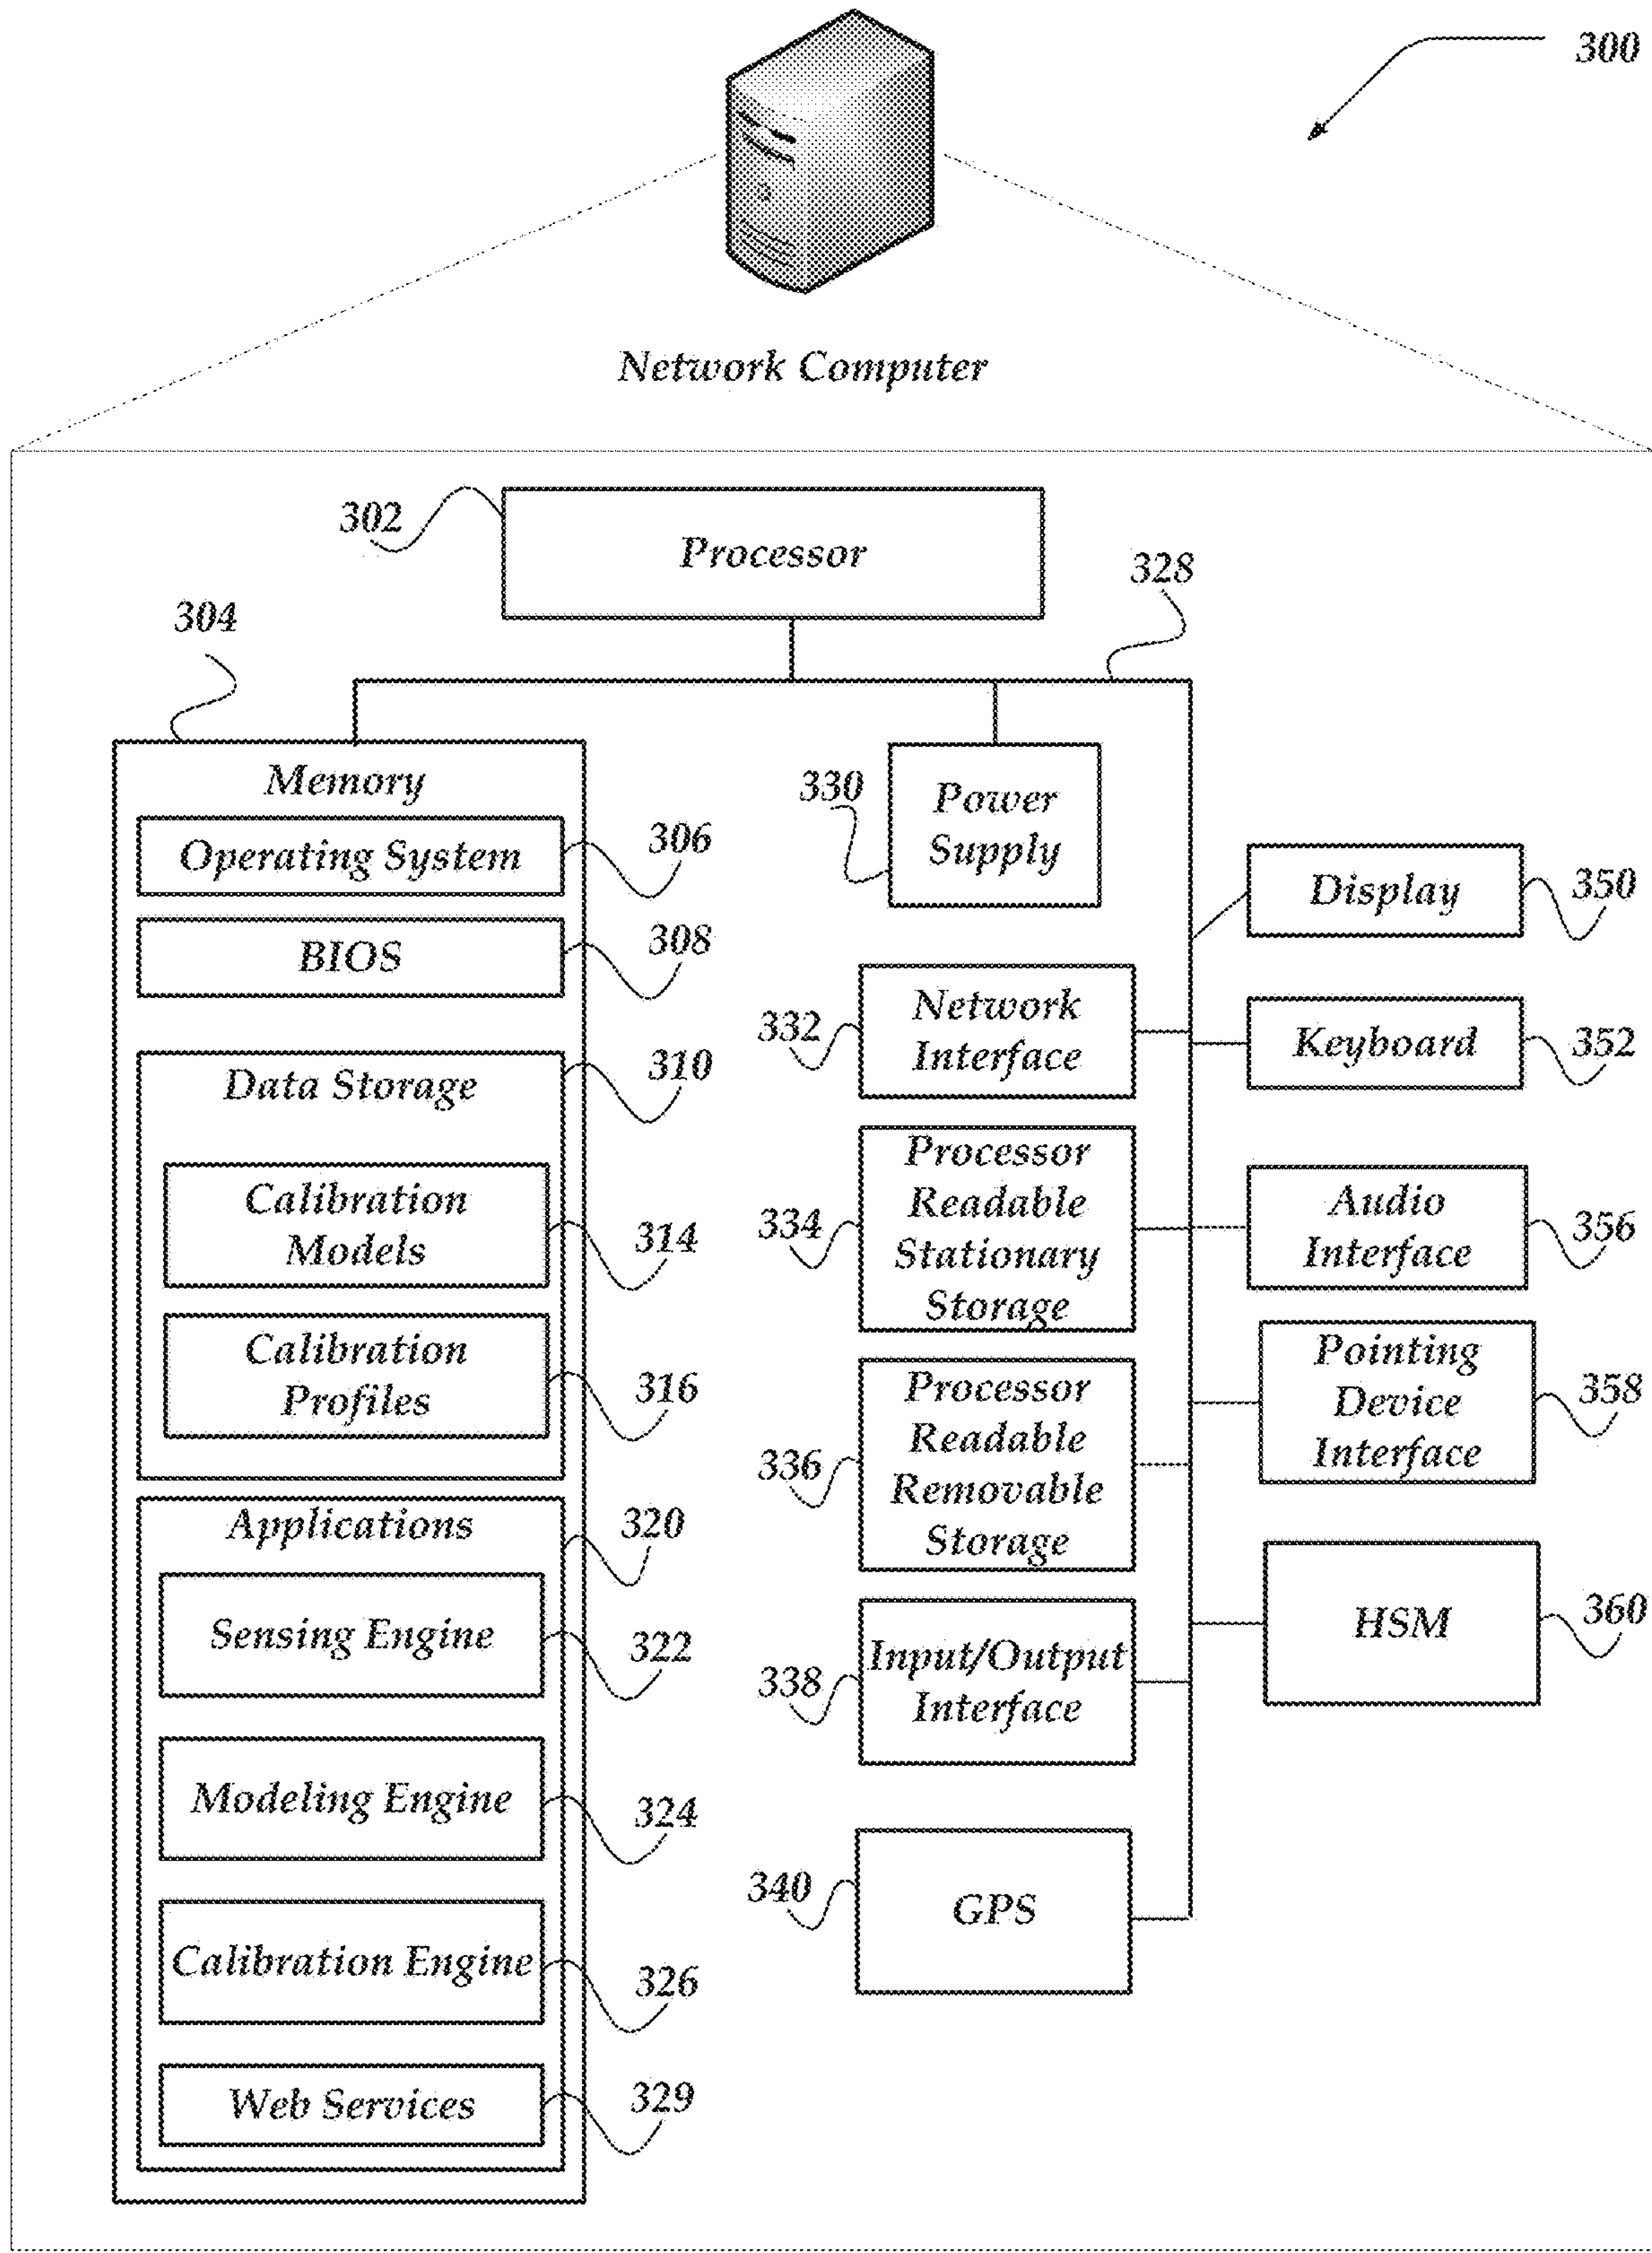 300
Network Computer
302
Processor
328
304
Memory
Operating System
306
BIOS
308
Data Storage
310
Calibration
Models
314
Calibration
Profiles
316
Applications
320
Sensing Engine
322
Modeling Engine
324
Calibration Engine
326
Web Services
329
330
Power
Supply
332
Network
Interface
334
Processor
Readable
Stationary
Storage
336
Processor
Readable
Removable
Storage
338
Input/Output
Interface
340
GPS
Display
350
Keyboard
352
Audio
Interface
356
Pointing
Device
Interface
358
HSM
360